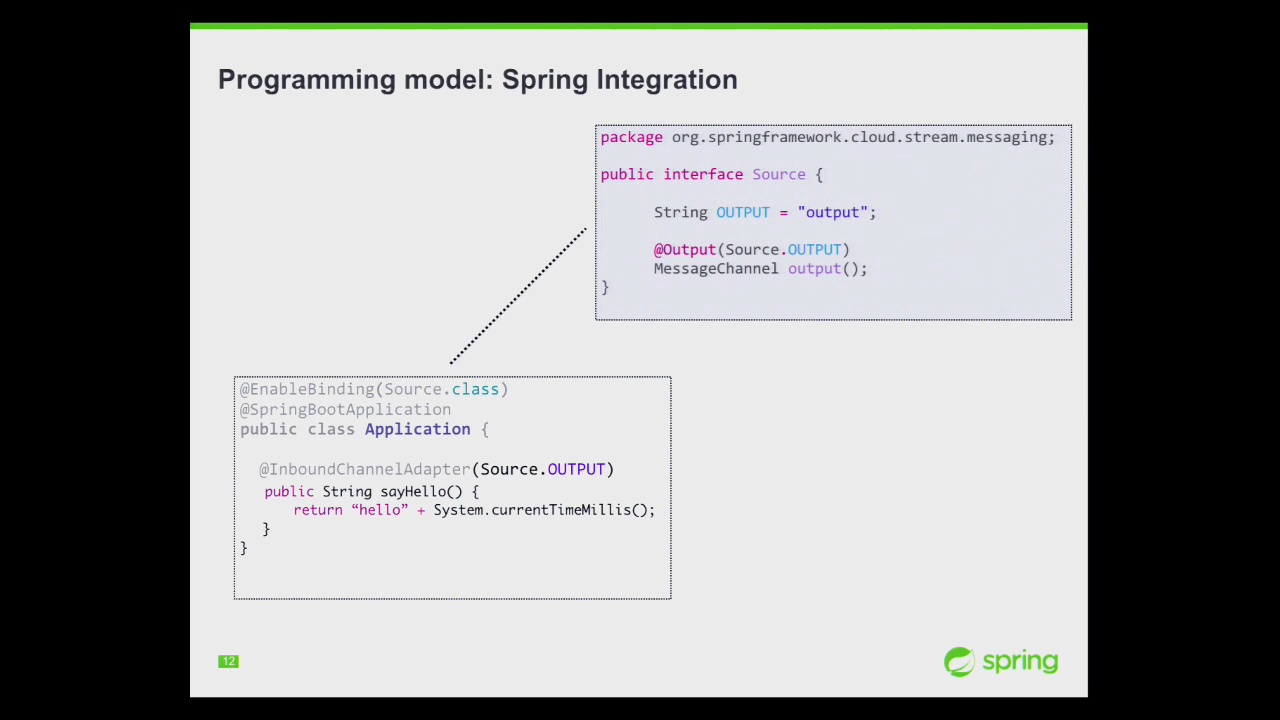 Programming model: Spring Integration
package org.springframework.cloud.stream.messaging;
public interface Source {
String OUTPUT = "output";
@Output(Source.OUTPUT)
MessageChannel output();
}
@EnableBinding(Source.class)
@SpringBootApplication
public class Application {
@InboundChannelAdapter(Source.OUTPUT)
public String sayHello() {
return “hello” + System.currentTimeMillis();
}
}
12
spring